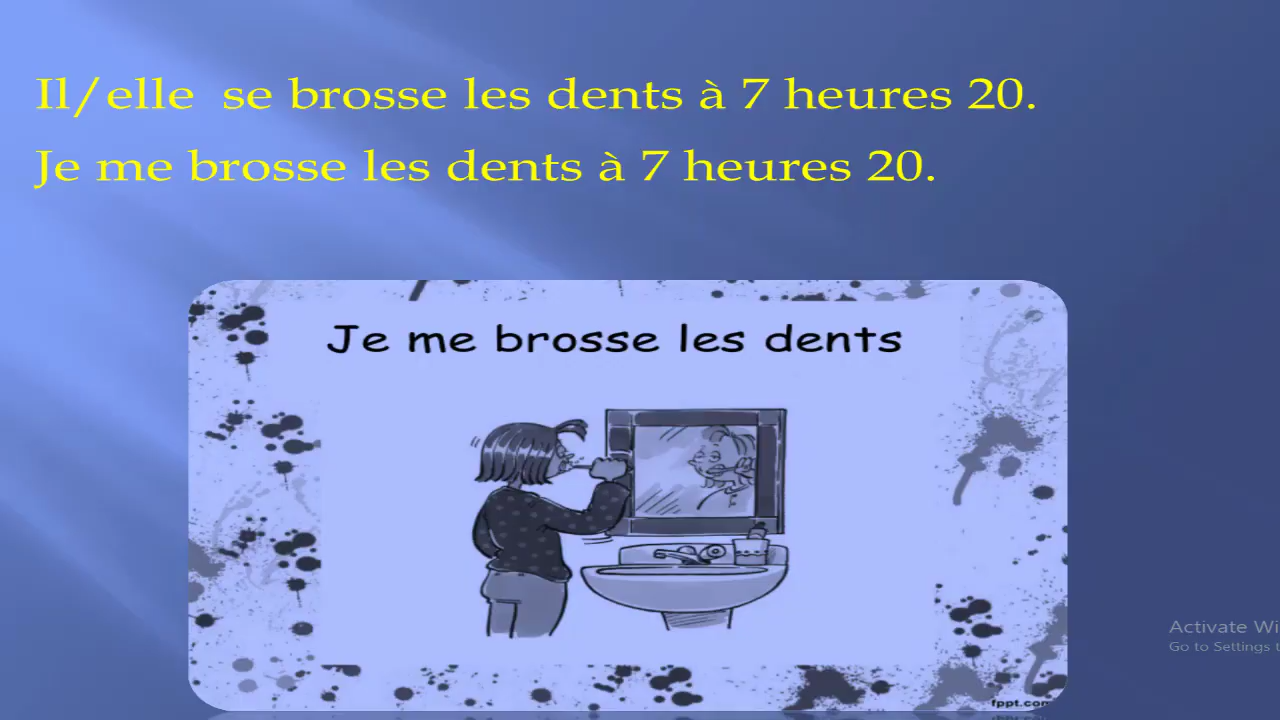 Il/elle se brosse les dents à 7 heures 20.
Je me brosse les dents à 7 heures 20.
Je me brosse les dents
Activate Wi
Go to Settings t
fppt.com